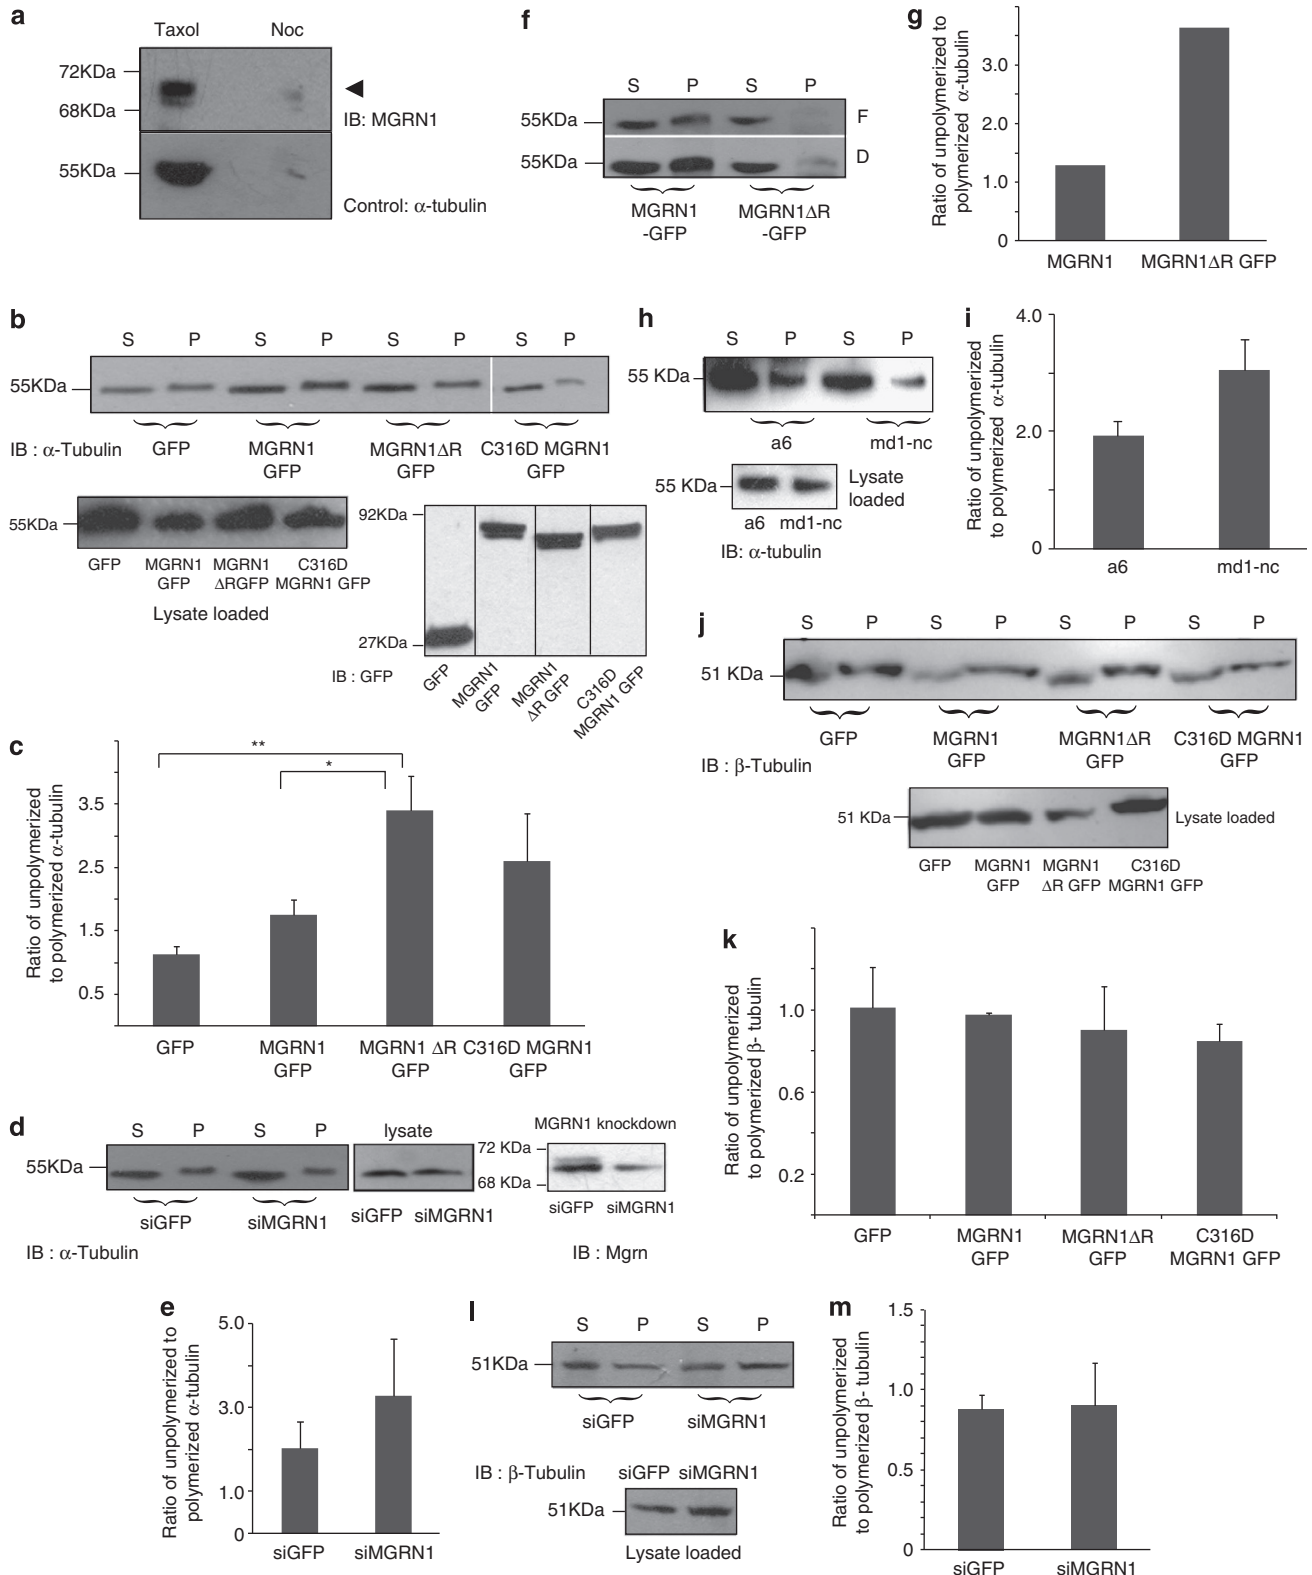 a
Taxol
Noc
72KDa
68KDa
IB: MGRN1
55KDa
Control: α-tubulin
f
S P S P
55KDa
F
55KDa
D
MGRN1
-GFP
MGRN1ΔR
-GFP
g
Ratio of unpolymerized to
polymerized α-tubulin
3.0
2.0
1.0
0
MGRN1
MGRN1ΔR GFP
b
S P S P S P S P
55KDa
IB : α-Tubulin
GFP
MGRN1
GFP
MGRN1ΔR
GFP
C316D MGRN1
GFP
55KDa
GFP
MGRN1
GFP
MGRN1
ΔRGFP
C316D
MGRN1 GFP
Lysate loaded
92KDa
27KDa
IB : GFP
GFP
MGRN1
GFP
MGRN1
ΔR GFP
C316D
MGRN1 GFP
h
S P S P
55 KDa
a6
md1-nc
55 KDa
Lysate
loaded
a6 md1-nc
IB: α-tubulin
i
Ratio of unpolymerized
to polymerized α-tubulin
4.0
2.0
0
a6
md1-nc
j
S P S P S P S P
51 KDa
GFP
MGRN1
GFP
MGRN1ΔR
GFP
C316D MGRN1
GFP
IB : β-Tubulin
51 KDa
Lysate loaded
GFP
MGRN1
GFP
MGRN1
ΔR GFP
C316D
MGRN1 GFP
c
Ratio of unpolymerized
to polymerized α-tubulin
**
*
3.5
2.5
1.5
0.5
GFP
MGRN1
GFP
MGRN1 ΔR
GFP
C316D MGRN1
GFP
k
Ratio of unpolymerized
to polymerized β- tubulin
1.0
0.6
0.2
GFP
MGRN1
GFP
MGRN1ΔR
GFP
C316D
MGRN1 GFP
d
S P S P
lysate
55KDa
siGFP
siMGRN1
siGFP siMGRN1
IB : α-Tubulin
MGRN1 knockdown
72 KDa
68 KDa
siGFP siMGRN1
IB : Mgrn
e
Ratio of unpolymerized to
polymerized α-tubulin
5.0
3.0
1.0
0
siGFP
siMGRN1
l
S P S P
51KDa
siGFP
siMGRN1
IB : β-Tubulin
siGFP siMGRN1
51KDa
Lysate loaded
m
Ratio of unpolymerized
to polymerized β- tubulin
1.5
1.0
0.5
0
siGFP
siMGRN1